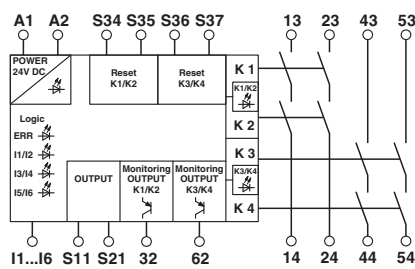 A1 A2 S34 S35 S36 S37 13 23 43 53
POWER
24V DC
Reset
K1/K2
Reset
K3/K4
K 1
K1/K2
K 2
Logic
ERR
I1/I2
I3/I4
I5/I6
OUTPUT
Monitoring
OUTPUT
K1/K2
Monitoring
OUTPUT
K3/K4
K 3
K3/K4
K 4
I1...I6 S11 S21 32 62 14 24 44 54